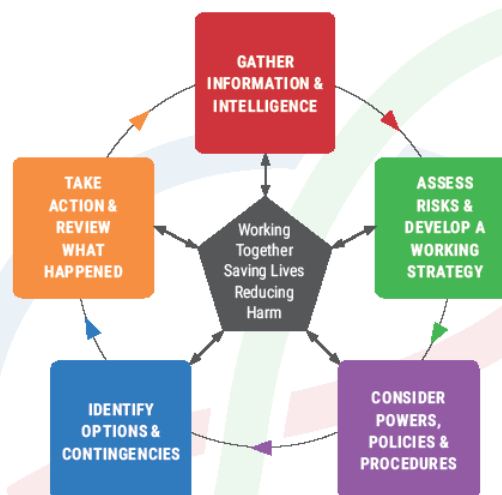 GATHER
INFORMATION &
INTELLIGENCE
ASSESS
RISKS &
DEVELOP A
WORKING
STRATEGY
CONSIDER
POWERS,
POLICIES &
PROCEDURES
IDENTIFY
OPTIONS &
CONTINGENCIES
TAKE
ACTION &
REVIEW
WHAT
HAPPENED
Working
Together
Saving Lives
Reducing
Harm